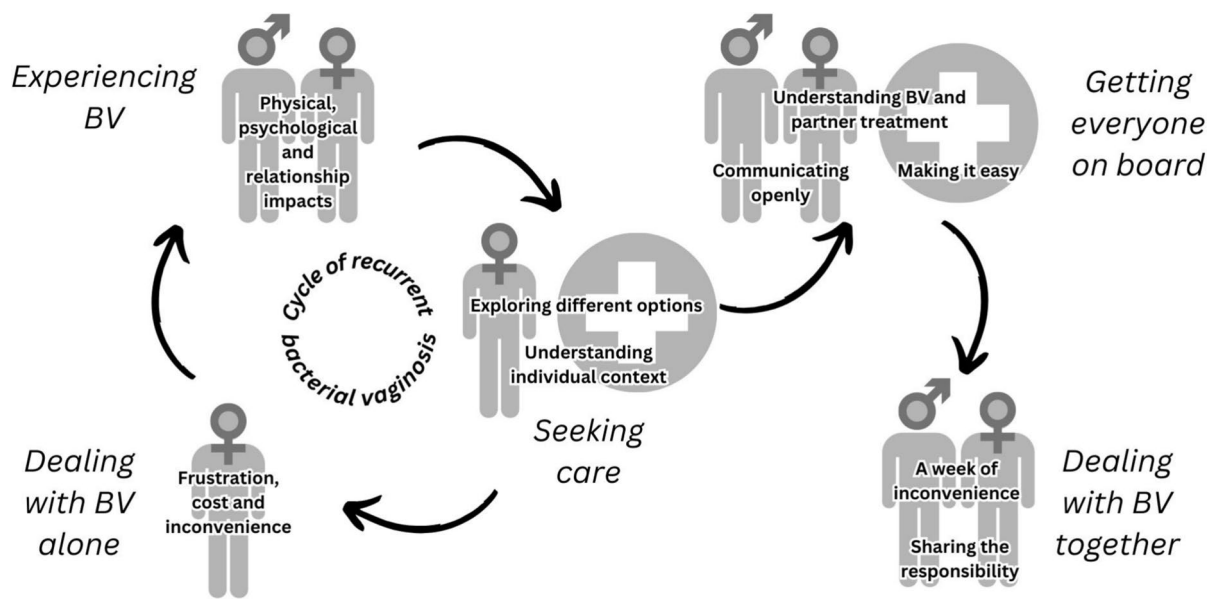 Experiencing
BV
Physical,
psychological
and
relationship
impacts
Understanding BV and
partner treatment
Communicating
openly
Making it easy
Getting
everyone
on board
Cycle of recurrent
bacterial vaginosis
Exploring different options
Understanding
individual context
Seeking
care
Dealing
with BV
alone
Frustration,
cost and
inconvenience
A week of
inconvenience
Sharing the
responsibility
Dealing
with BV
together